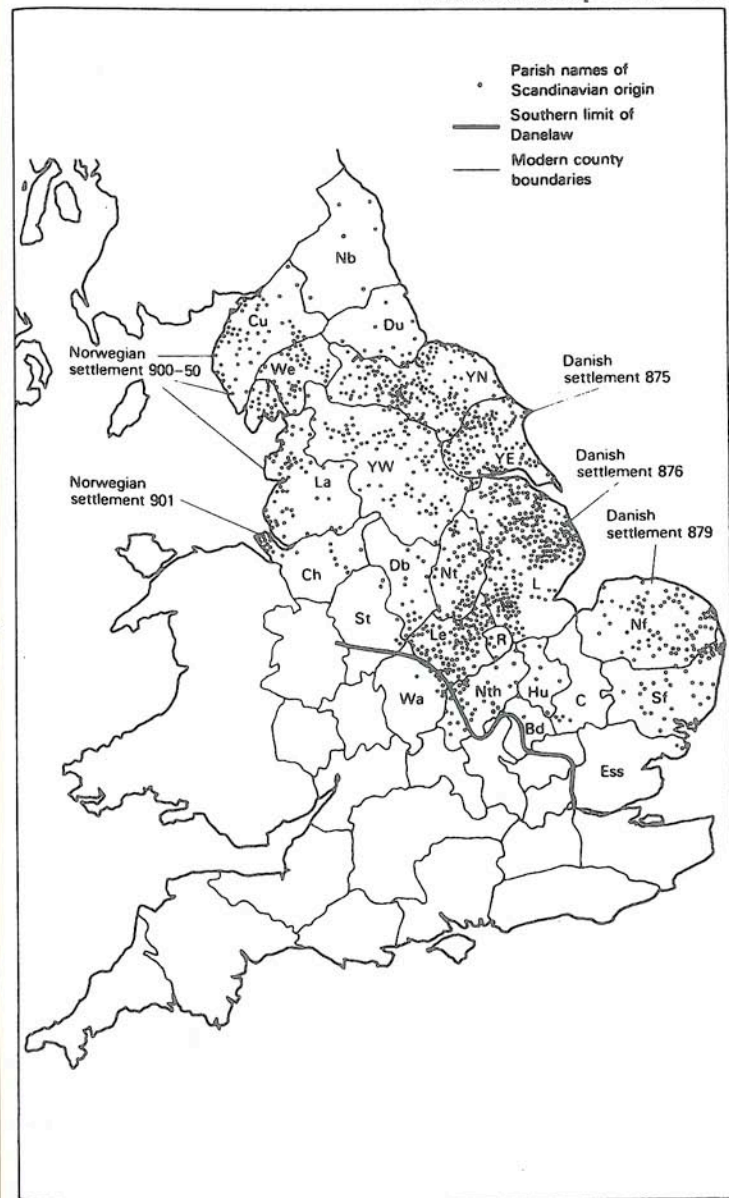 Parish names of
Scandinavian origin
Southern limit of
Danelaw
Modern county
boundaries
Nb
Cu
Du
Norwegian
settlement 900–50
We
YN
Danish
settlement 875
YE
YW
Danish
settlement 876
La
Norwegian
settlement 901
Danish
settlement 879
Ch
Db
Nt
L
St
Nf
Le
R
Wa
Nth
Hu
C
Sf
Bd
Ess